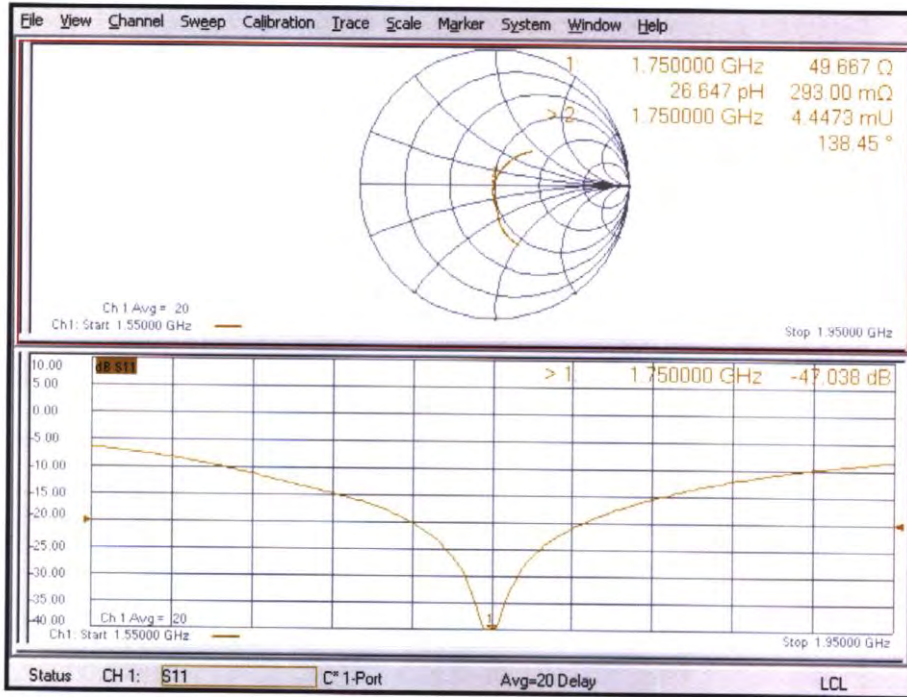 File View Channel Sweep Calibration Trace Scale Marker System Window Help
1: 1.750000 GHz 49.667 Ω
26.647 pH 293.00 mΩ
> 2: 1.750000 GHz 4.4473 mU
138.45 °
Ch 1 Avg = 20
Ch1: Start 1.55000 GHz
Stop 1.95000 GHz
dB S11
> 1: 1.750000 GHz -47.038 dB
10.00
5.00
0.00
-5.00
-10.00
-15.00
-20.00
-25.00
-30.00
-35.00
-40.00
1
Ch 1 Avg = 20
Ch1: Start 1.55000 GHz
Stop 1.95000 GHz
Status CH 1: S11 C* 1-Port Avg=20 Delay LCL